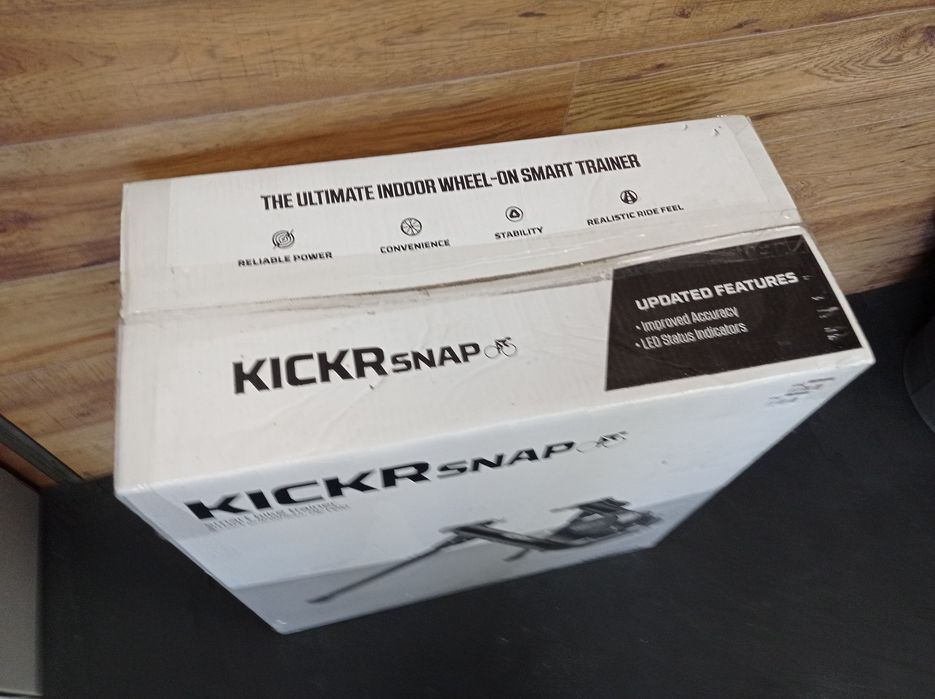 THE ULTIMATE INDOOR WHEEL-ON SMART TRAINER
RELIABLE POWER
CONVENIENCE
STABILITY
REALISTIC RIDE FEEL
UPDATED FEATURES
• Improved Accuracy
• LED Status Indicators
KICKR SNAP
KICKR SNAP